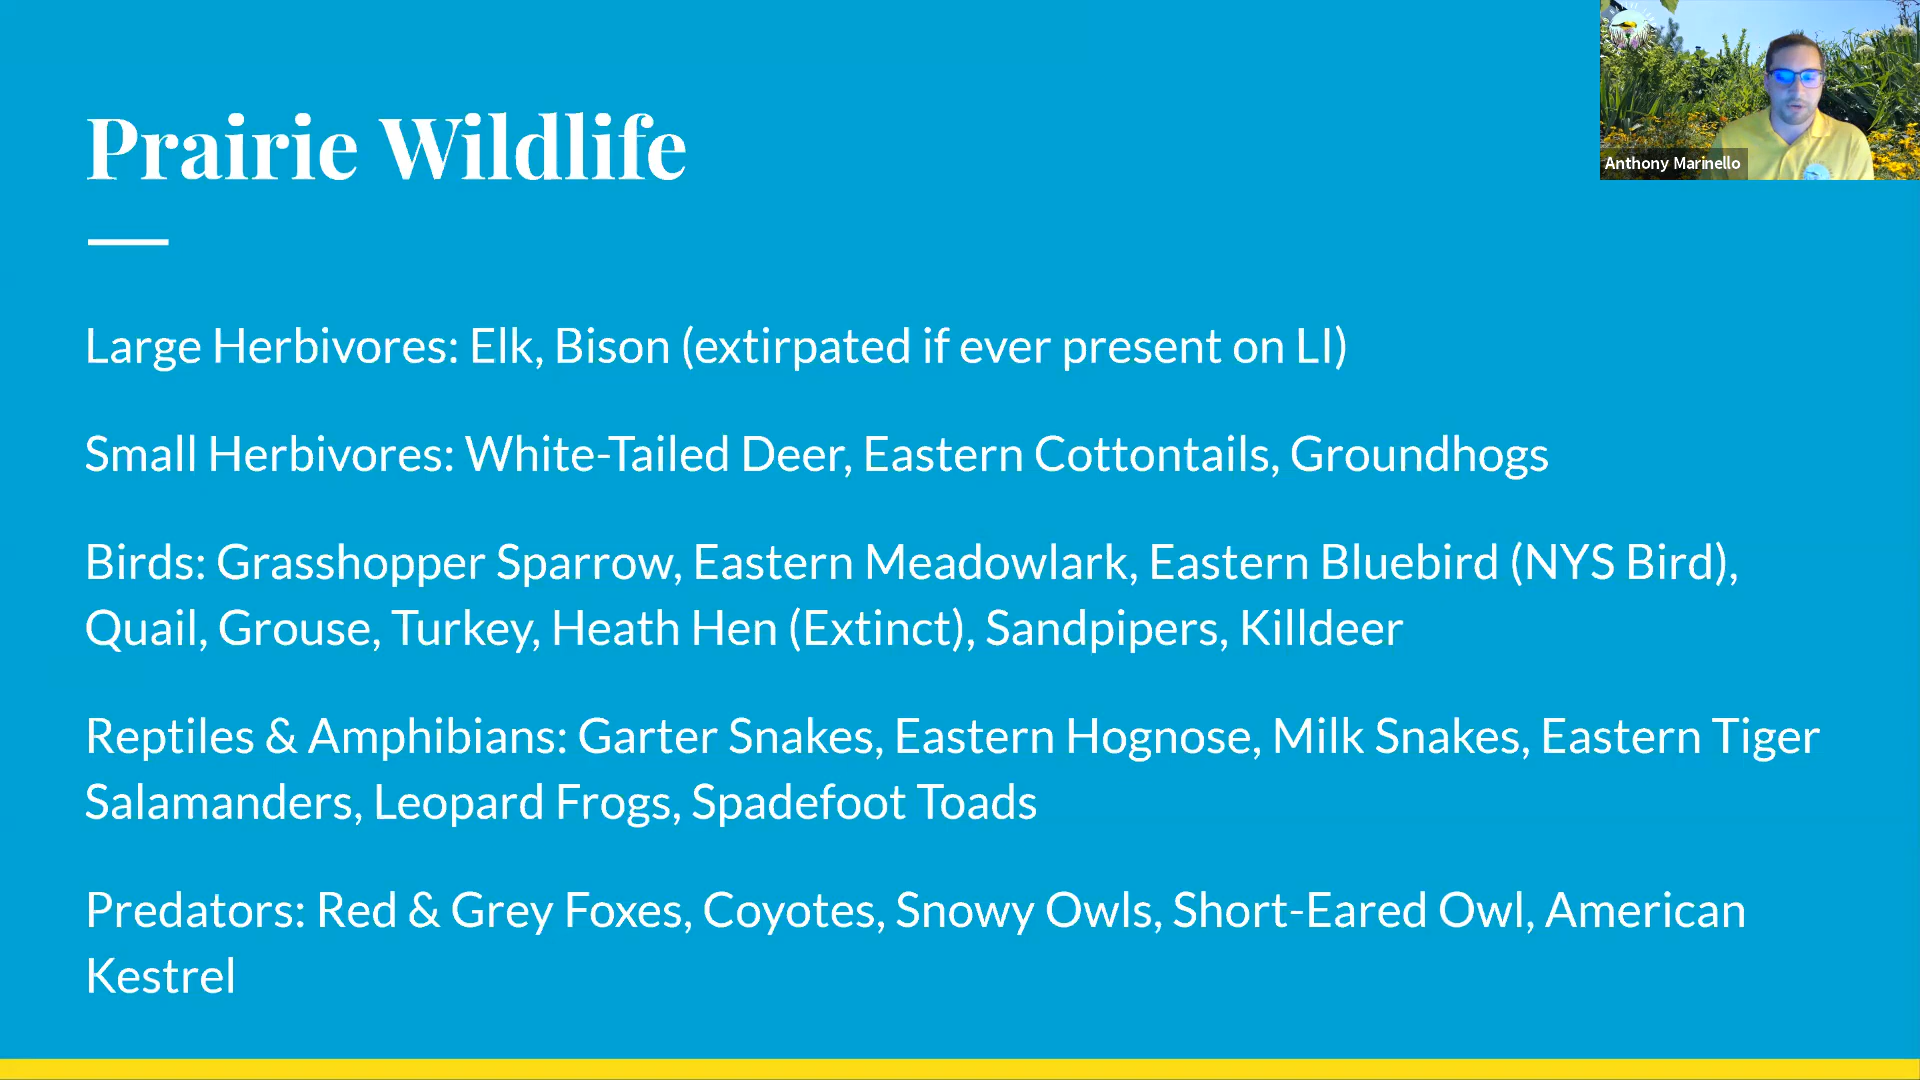 Prairie Wildlife
Anthony Marinello
Large Herbivores: Elk, Bison (extirpated if ever present on LI)
Small Herbivores: White-Tailed Deer, Eastern Cottontails, Groundhogs
Birds: Grasshopper Sparrow, Eastern Meadowlark, Eastern Bluebird (NYS Bird),
Quail, Grouse, Turkey, Heath Hen (Extinct), Sandpipers, Killdeer
Reptiles & Amphibians: Garter Snakes, Eastern Hognose, Milk Snakes, Eastern Tiger
Salamanders, Leopard Frogs, Spadefoot Toads
Predators: Red & Grey Foxes, Coyotes, Snowy Owls, Short-Eared Owl, American
Kestrel